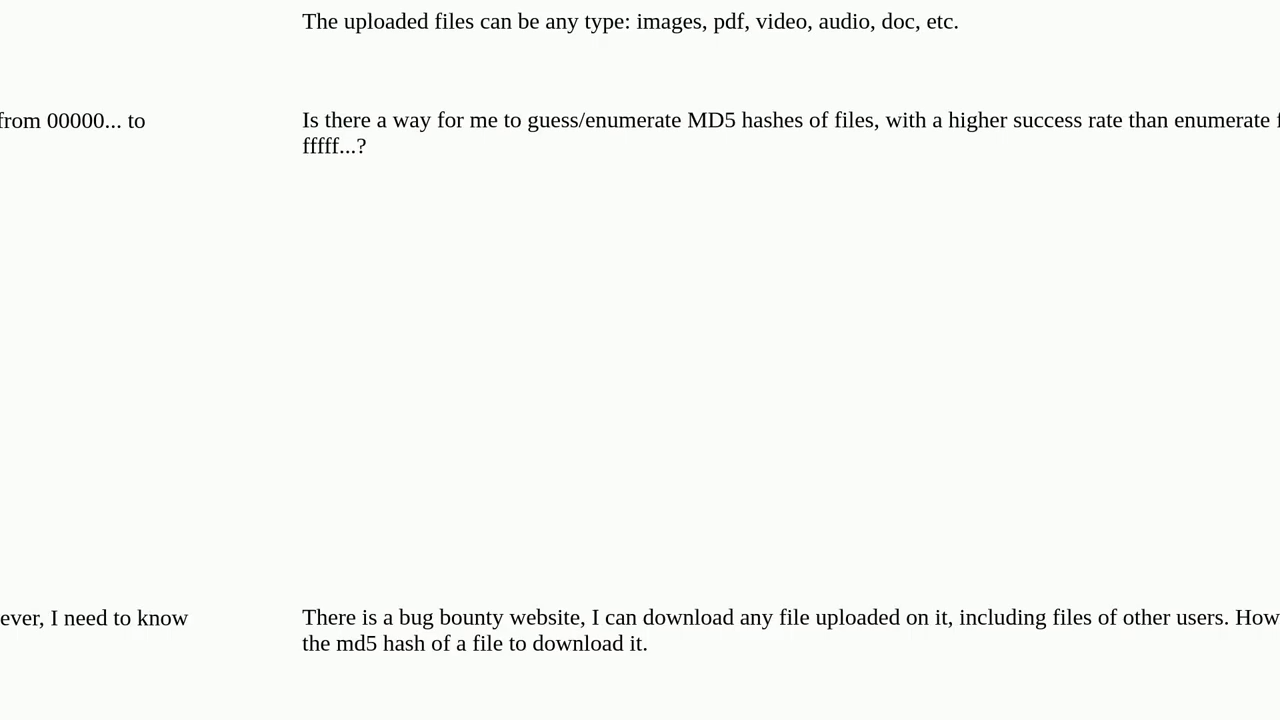 The uploaded files can be any type: images, pdf, video, audio, doc, etc.
from 00000... to
Is there a way for me to guess/enumerate MD5 hashes of files, with a higher success rate than enumerate
fffff...?
ever, I need to know
There is a bug bounty website, I can download any file uploaded on it, including files of other users. How
the md5 hash of a file to download it.